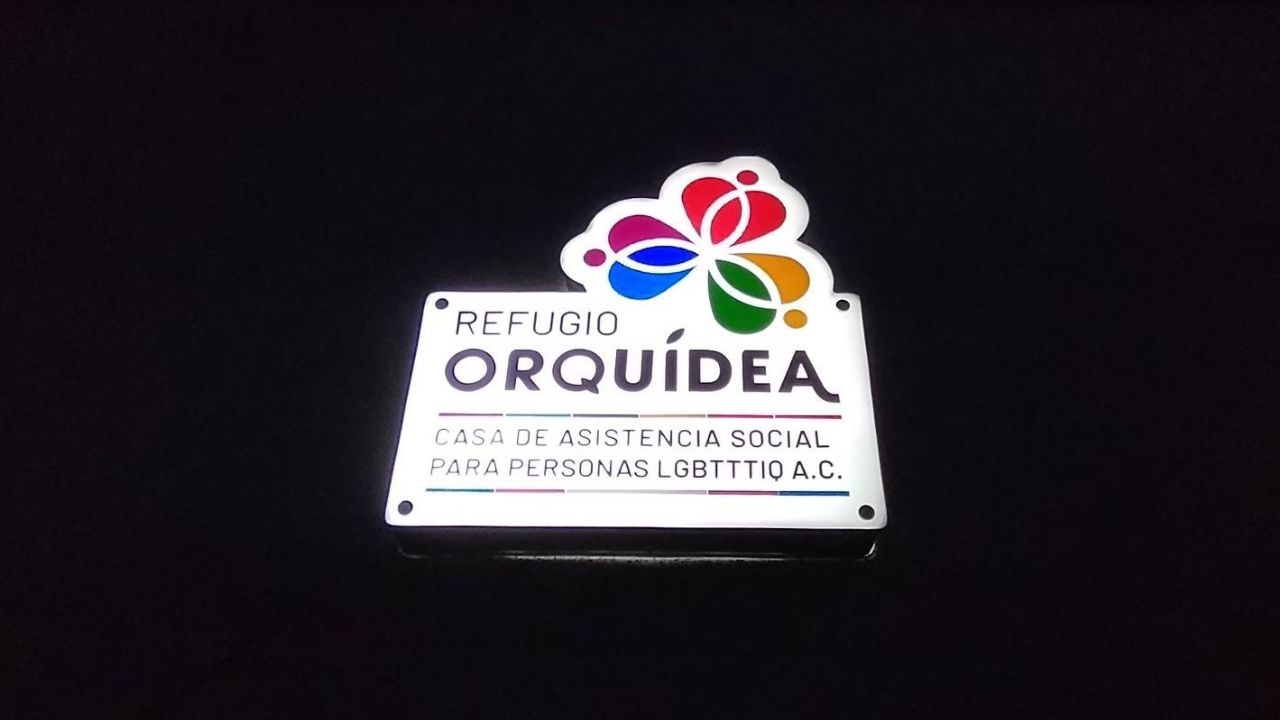 REFUGIO
ORQUÍDEA
CASA DE ASISTENCIA SOCIAL
PARA PERSONAS LGBTTTIQ A.C.